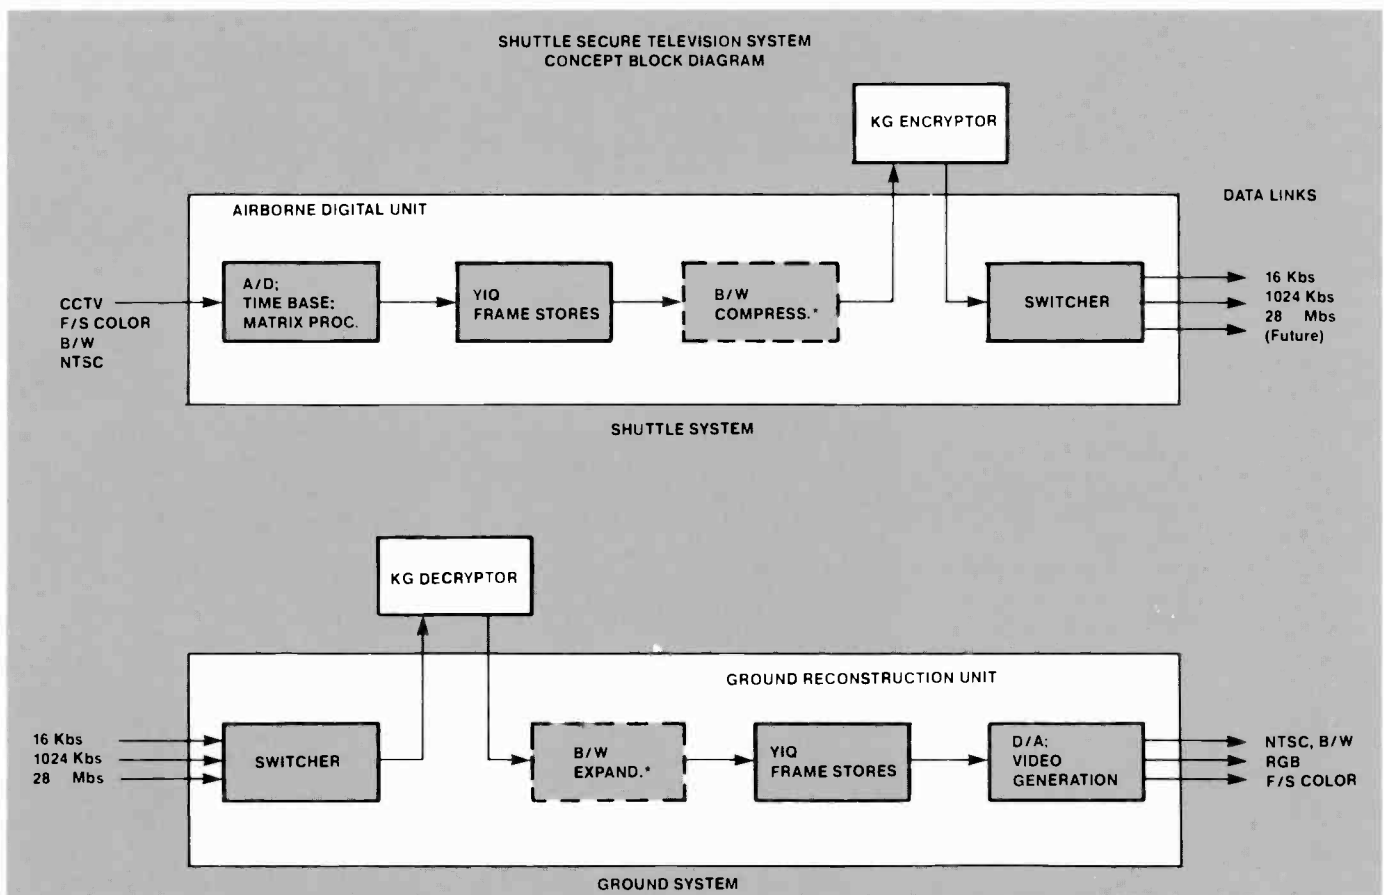 SHUTTLE SECURE TELEVISION SYSTEM
CONCEPT BLOCK DIAGRAM
KG ENCRYPTOR
AIRBORNE DIGITAL UNIT
DATA LINKS
CCTV
F/S COLOR
B/W
NTSC
A/D;
TIME BASE;
MATRIX PROC.
YIQ
FRAME STORES
B/W
COMPRESS.*
SWITCHER
16 Kbs
1024 Kbs
28 Mbs
(Future)
SHUTTLE SYSTEM
KG DECRYPTOR
GROUND RECONSTRUCTION UNIT
16 Kbs
1024 Kbs
28 Mbs
SWITCHER
B/W
EXPAND.*
YIQ
FRAME STORES
D/A;
VIDEO
GENERATION
NTSC, B/W
RGB
F/S COLOR
GROUND SYSTEM